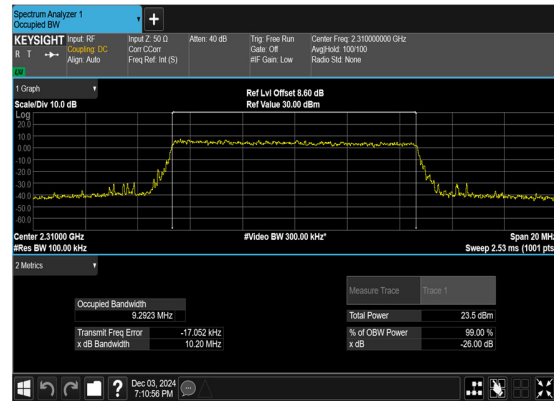 Spectrum Analyzer 1
Occupied BW
KEYSIGHT Input: RF Input Z: 50 Ω Atten: 40 dB Trig: Free Run Center Freq: 2.310000000 GHz
R T Coupling: DC Corr CCorr Gate: Off Avg|Hold: 100/100
Align: Auto Freq Ref: Int (S) #IF Gain: Low Radio Std: None
1 Graph
Ref Lvl Offset 8.60 dB
Scale/Div 10.0 dB Ref Value 30.00 dBm
Log
20.0
10.0
0.0
-10.0
-20.0
-30.0
-40.0
-50.0
-60.0
Center 2.31000 GHz #Video BW 300.00 kHz* Span 20 MHz
#Res BW 100.00 kHz Sweep 2.53 ms (1001 pts
2 Metrics
Measure Trace Trace 1
Occupied Bandwidth
9.2923 MHz Total Power 23.5 dBm
Transmit Freq Error -17.052 kHz % of OBW Power 99.00 %
x dB Bandwidth 10.20 MHz x dB -26.00 dB
Dec 03, 2024
7:10:56 PM